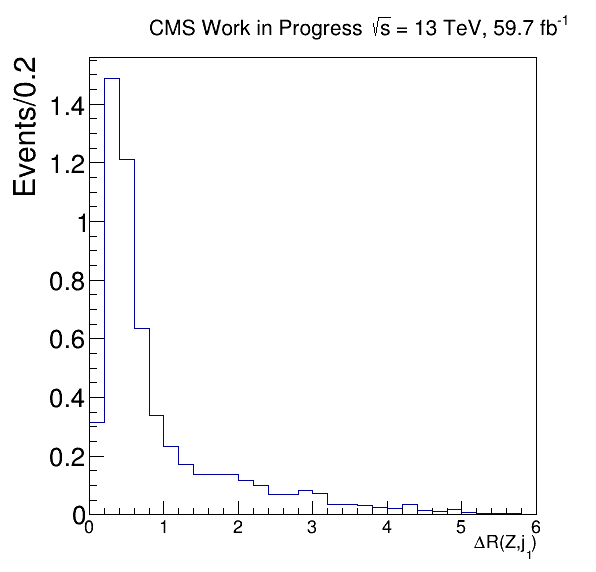 CMS Work in Progress √s = 13 TeV, 59.7 fb⁻¹
Events/0.2
1.4
1.2
1
0.8
0.6
0.4
0.2
0
0 1 2 3 4 5 6
ΔR(Z,j₁)